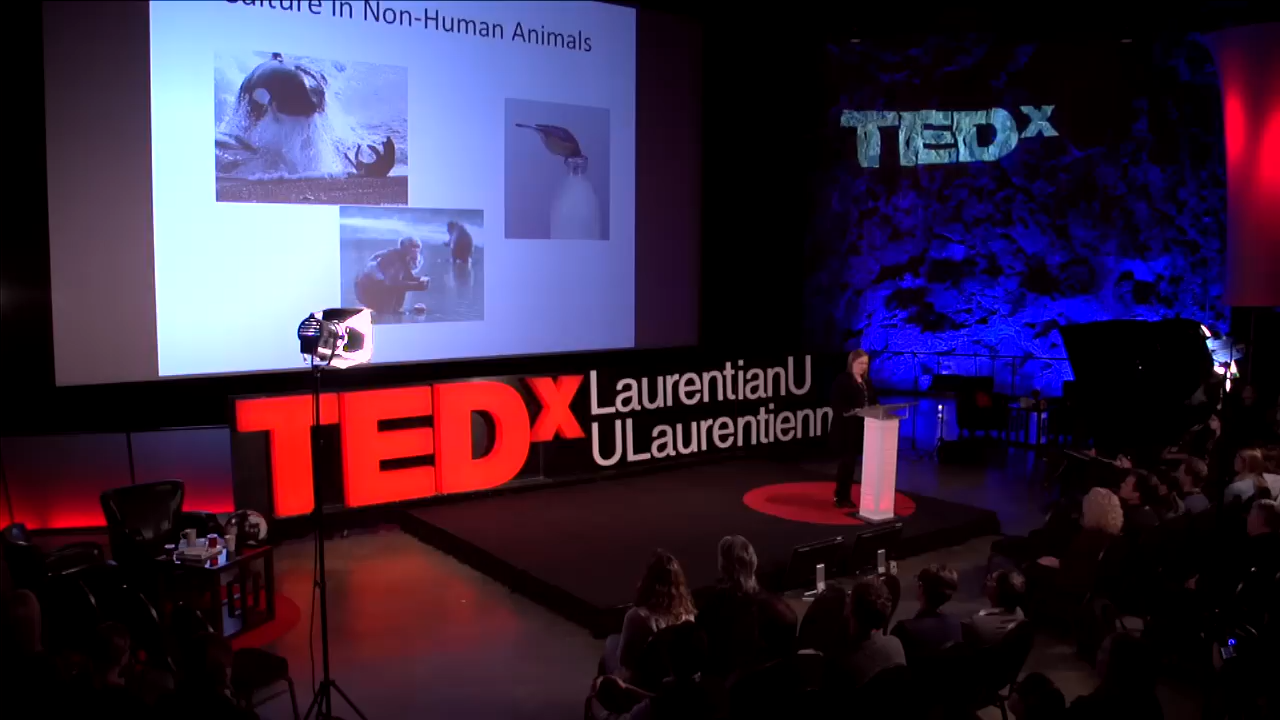 Culture in Non-Human Animals
TEDx
TEDx
LaurentianU
ULaurentienn